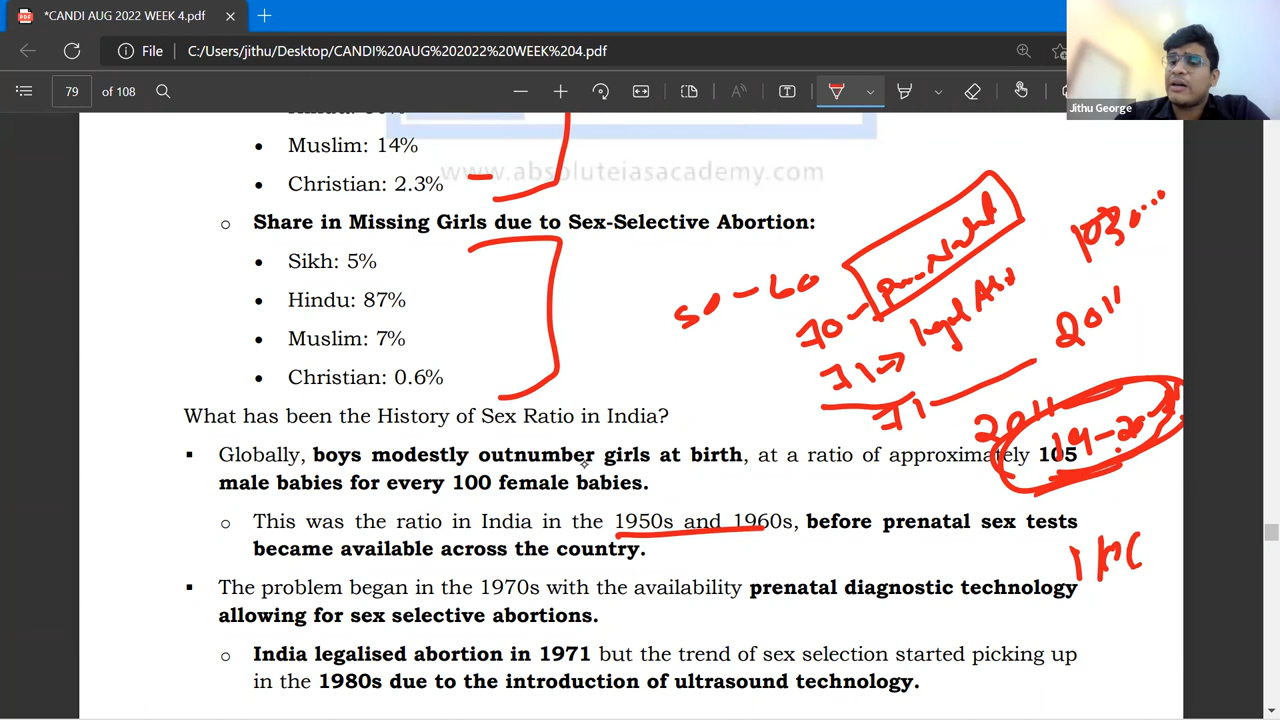 *CANDI AUG 2022 WEEK 4.pdf
File C:/Users/jithu/Desktop/CANDI%20AUG%202022%20WEEK%204.pdf
79 of 108
Jithu George
• Muslim: 14%
www.absoluteiasacademy.com
• Christian: 2.3%
o Share in Missing Girls due to Sex-Selective Abortion:
• Sikh: 5%
• Hindu: 87%
• Muslim: 7%
• Christian: 0.6%
50-60
70-
71 → legal
71
2011
2011
19-20
What has been the History of Sex Ratio in India?
▪ Globally, boys modestly outnumber girls at birth, at a ratio of approximately 105
male babies for every 100 female babies.
o This was the ratio in India in the 1950s and 1960s, before prenatal sex tests
became available across the country.
▪ The problem began in the 1970s with the availability prenatal diagnostic technology
allowing for sex selective abortions.
o India legalised abortion in 1971 but the trend of sex selection started picking up
in the 1980s due to the introduction of ultrasound technology.